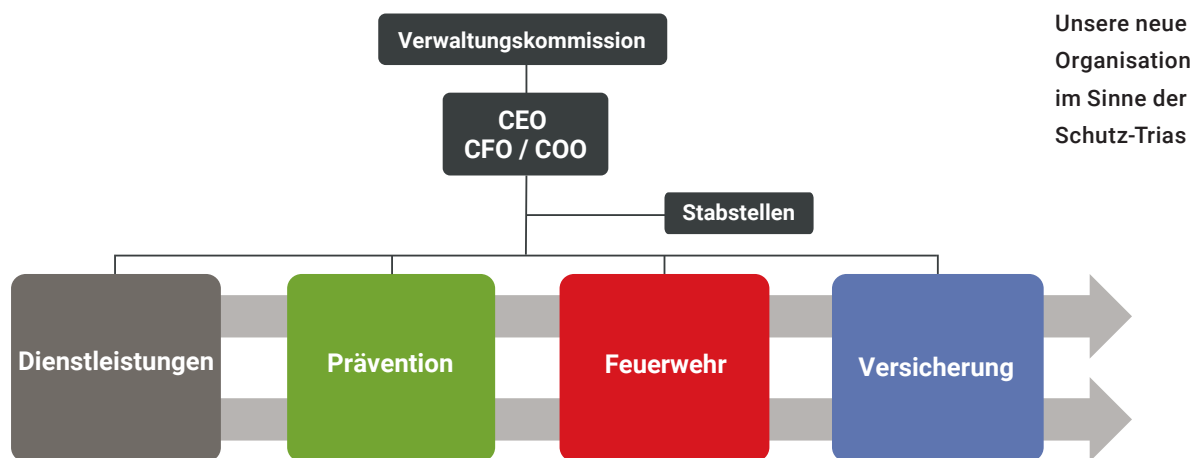 Verwaltungskommission
CEO
CFO / COO
Stabstellen
Dienstleistungen
Prävention
Feuerwehr
Versicherung
Unsere neue
Organisation
im Sinne der
Schutz-Trias